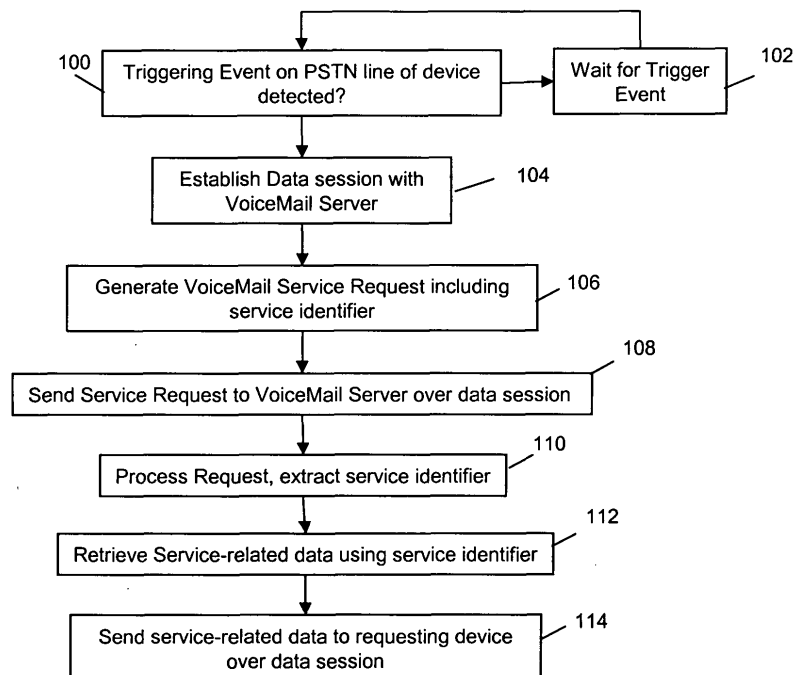 100
Triggering Event on PSTN line of device
detected?
Wait for Trigger
Event
102
Establish Data session with
VoiceMail Server
104
Generate VoiceMail Service Request including
service identifier
106
108
Send Service Request to VoiceMail Server over data session
Process Request, extract service identifier
110
112
Retrieve Service-related data using service identifier
Send service-related data to requesting device
over data session
114